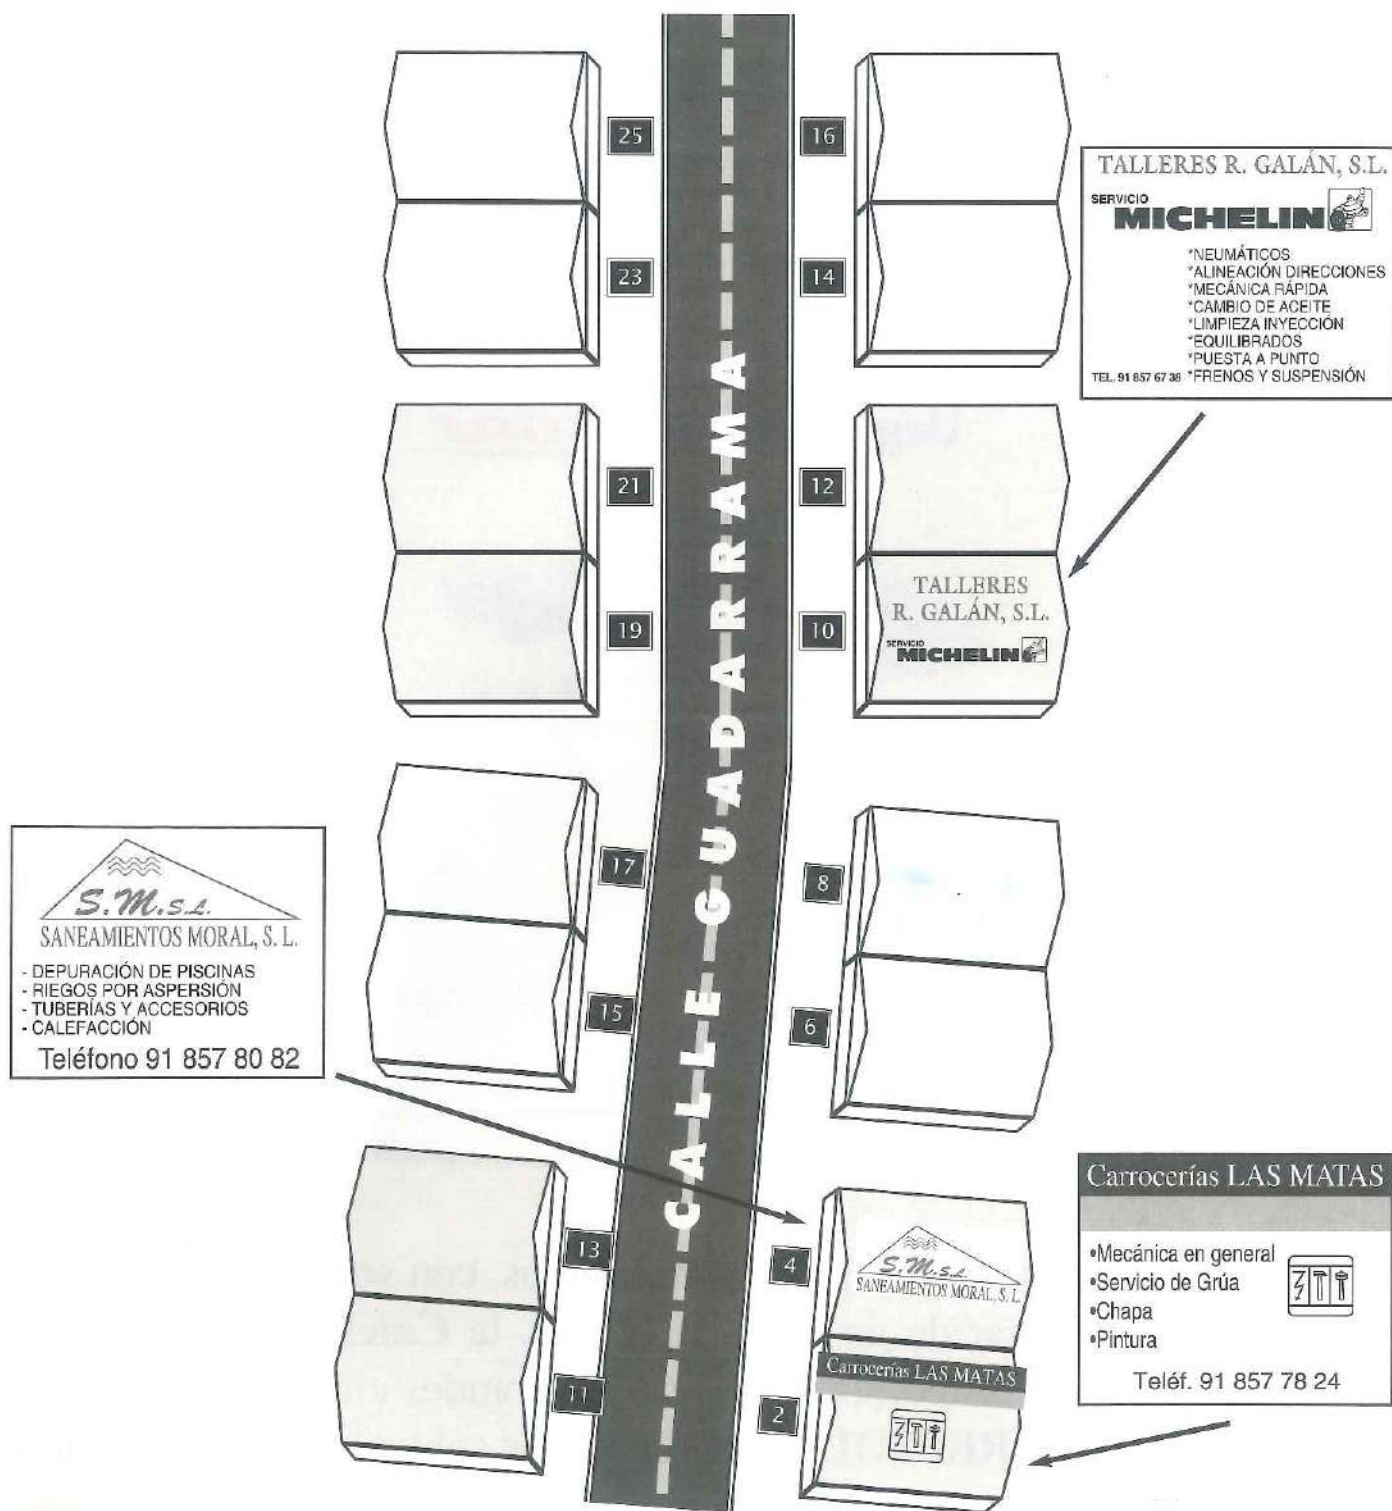 25
16
TALLERES R. GALÁN, S.L.
SERVICIO
MICHELIN
*NEUMÁTICOS
*ALINEACIÓN DIRECCIONES
*MECÁNICA RÁPIDA
*CAMBIO DE ACEITE
*LIMPIEZA INYECCIÓN
*EQUILIBRADOS
*PUESTA A PUNTO
TEL. 91 857 67 38 *FRENOS Y SUSPENSIÓN
23
14
21
12
19
10
TALLERES
R. GALÁN, S.L.
SERVICIO
MICHELIN
CALLE GUADARRAMA
17
8
S.M.S.L.
SANEAMIENTOS MORAL, S. L.
- DEPURACIÓN DE PISCINAS
- RIEGOS POR ASPERSIÓN
- TUBERÍAS Y ACCESORIOS
- CALEFACCIÓN
Teléfono 91 857 80 82
15
6
13
4
S.M.S.L.
SANEAMIENTOS MORAL, S. L.
11
2
Carrocerías LAS MATAS
Carrocerías LAS MATAS
•Mecánica en general
•Servicio de Grúa
•Chapa
•Pintura
Teléf. 91 857 78 24